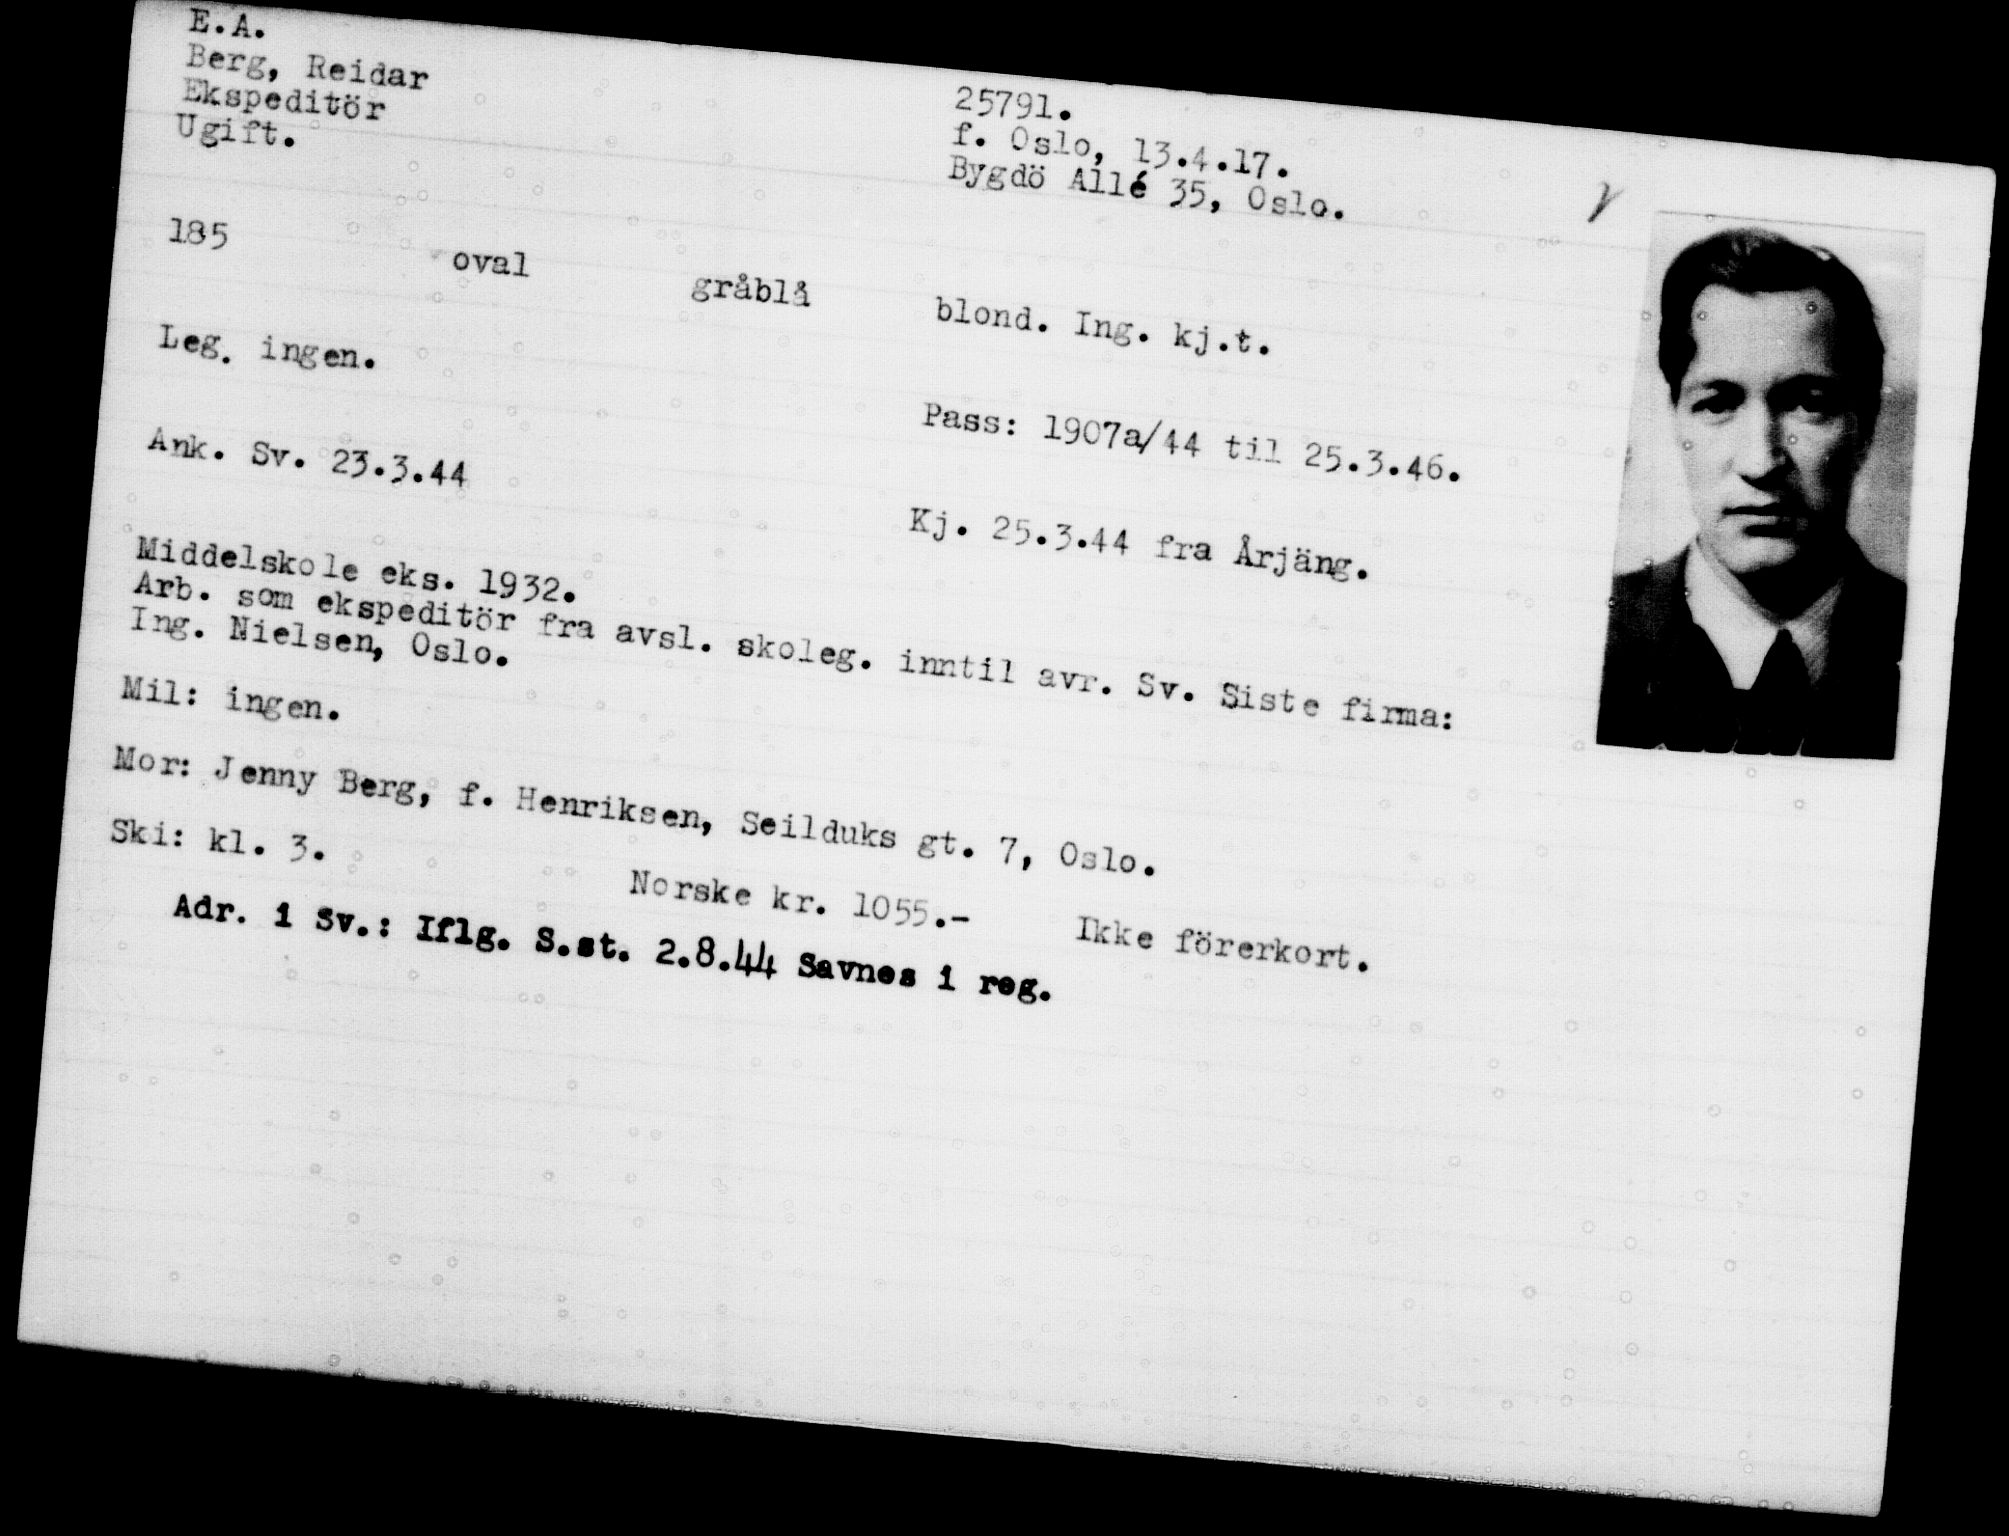 E.A.
Berg, Reidar
25791.
Ekspeditör
f. Oslo, 13.4.17.
Ugift.
Bygdö Allé 35, Oslo.
185 oval gråblå blond. Ing. kj.t.
Leg. ingen.
Pass: 1907a/44 til 25.3.46.
Ank. Sv. 23.3.44
Kj. 25.3.44 fra Årjäng.
Middelskole eks. 1932.
Arb. som ekspeditör fra avsl. skoleg. inntil avr. Sv. Siste firma:
Ing. Nielsen, Oslo.
Mil: ingen.
Mor: Jenny Berg, f. Henriksen, Seilduks gt. 7, Oslo.
Ski: kl. 3. Norske kr. 1055.- Ikke förerkort.
Adr. i Sv.: Iflg. S.st. 2.8.44 Savnes i reg.